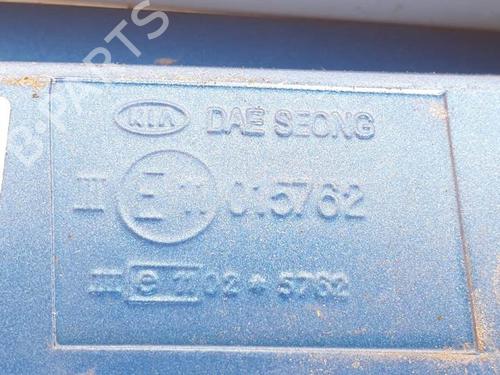 B-PARTS
KIA DAE SEONG
III E 11 015762
III e 11 02 * 5762